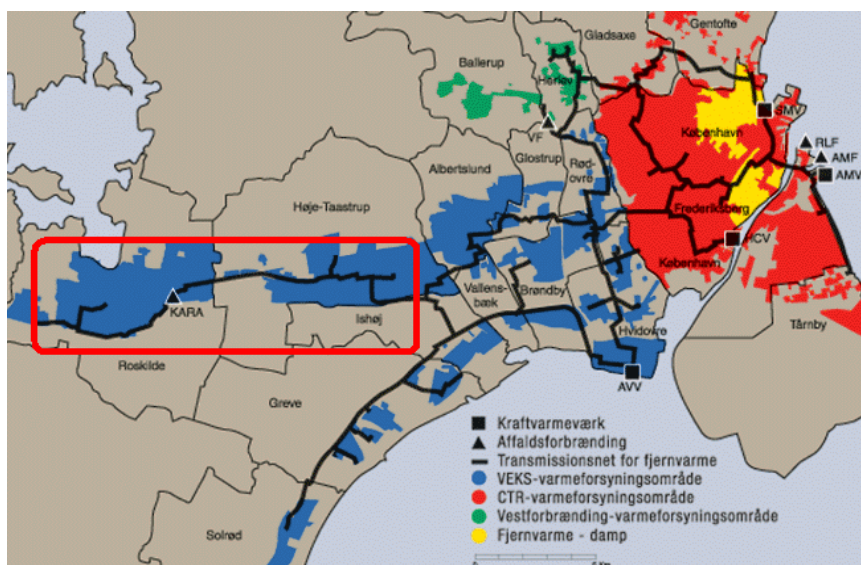 Gentofte
Gladsaxe
Ballerup
Herlev
SMV
København
VF
RLF
AMF
AMV
Glostrup
Rød-
ovre
Albertslund
Høje-Taastrup
Frederiksberg
HCV
København
KARA
Vallens-
bæk
Brøndby
Ishøj
Hvidovre
Tårnby
Roskilde
AVV
Greve
Solrød
Kraftvarmeværk
Affaldsforbrænding
Transmissionsnet for fjernvarme
VEKS-varmeforsyningsområde
CTR-varmeforsyningsområde
Vestforbrænding-varmeforsyningsområde
Fjernvarme - damp